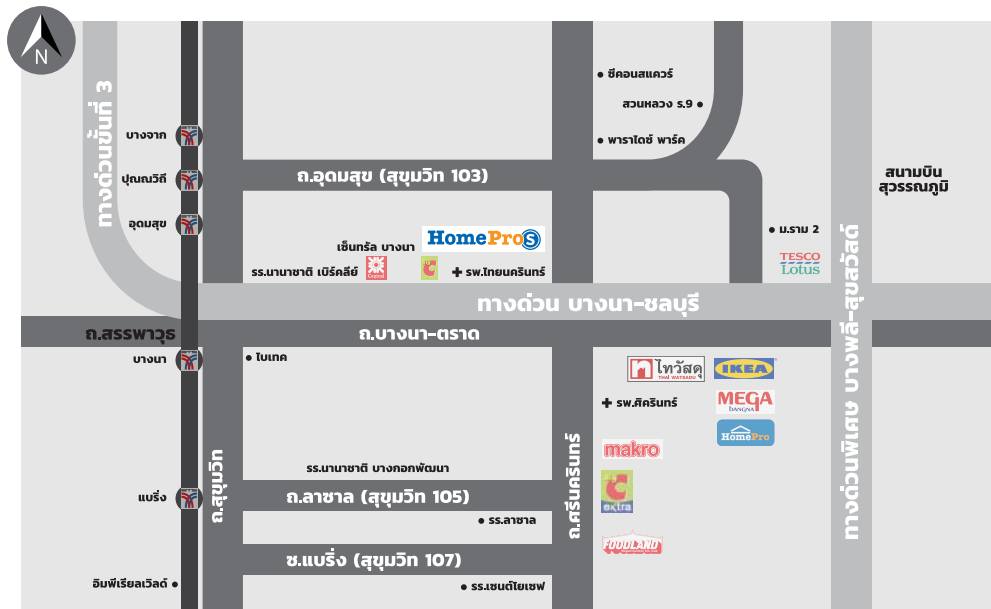 N
ทางด่วนขั้นที่ 3
ซีคอนสแควร์
สวนหลวง ร.9
บางจาก
พาราไดซ์ พาร์ค
ปุณณวิถี
ถ.อุดมสุข (สุขุมวิท 103)
สนามบิน
สุวรรณภูมิ
อุดมสุข
ม.ราม 2
HomePro S
เซ็นทรัล บางนา
TESCO
Lotus
รร.นานาชาติ เบิร์คลีย์
Central
C
รพ.ไทยนครินทร์
ทางด่วน บางนา-ชลบุรี
ถ.สรรพาวุธ
ถ.บางนา-ตราด
ทางด่วนพิเศษ บางพลี-สุขสวัสดิ์
บางนา
ไบเทค
ไทวัสดุ
THAI WATSADU
IKEA
รพ.ศิครินทร์
MEGA
BANGNA
HomePro
makro
ถ.สุขุมวิท
ถ.ศรีนครินทร์
รร.นานาชาติ บางกอกพัฒนา
C
extra
แบริ่ง
ถ.ลาซาล (สุขุมวิท 105)
รร.ลาซาล
FOODLAND
ซ.แบริ่ง (สุขุมวิท 107)
อิมพีเรียลเวิลด์
รร.เซนต์โยเซฟ